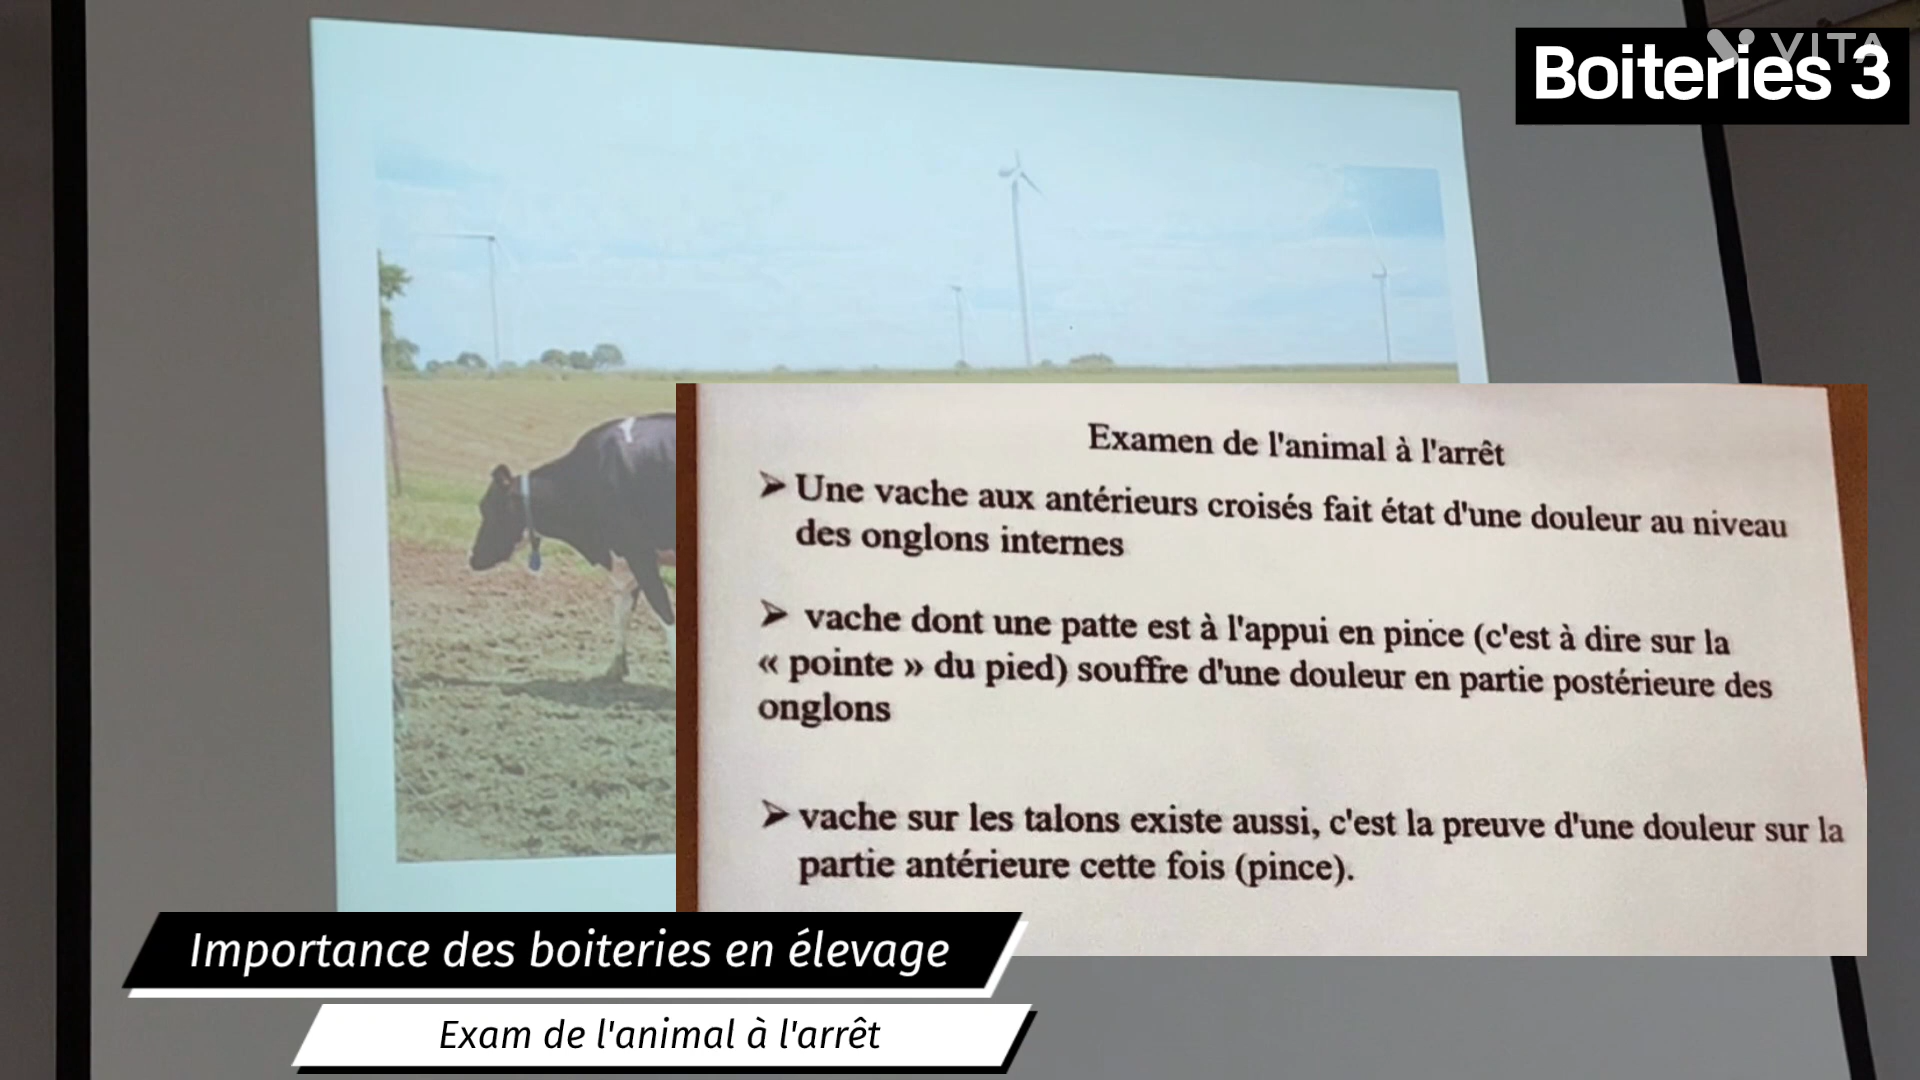 VITA
Boiteries 3
Examen de l'animal à l'arrêt
➢ Une vache aux antérieurs croisés fait état d'une douleur au niveau
des onglons internes
➢ vache dont une patte est à l'appui en pince (c'est à dire sur la
« pointe » du pied) souffre d'une douleur en partie postérieure des
onglons
➢ vache sur les talons existe aussi, c'est la preuve d'une douleur sur la
partie antérieure cette fois (pince).
Importance des boiteries en élevage
Exam de l'animal à l'arrêt